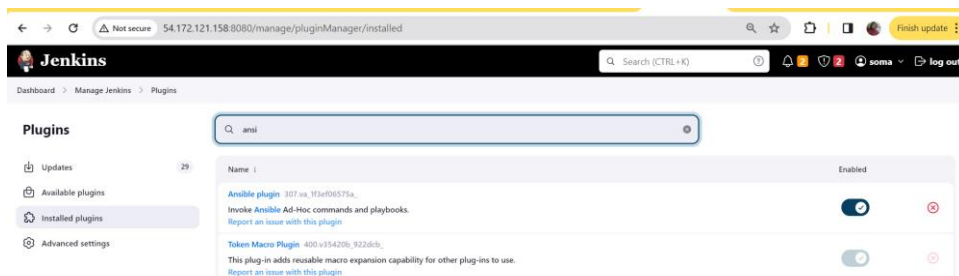 Not secure 54.172.121.158:8080/manage/pluginManager/installed Finish update
Jenkins Search (CTRL+K) 2 2 soma log out
Dashboard > Manage Jenkins > Plugins
Plugins ansi
Updates 29 Name ↓ Enabled
Available plugins Ansible plugin 307.va_1f3ef06575a_
Invoke Ansible Ad-Hoc commands and playbooks.
Installed plugins Report an issue with this plugin
Advanced settings Token Macro Plugin 400.v35420b_922dcb_
This plug-in adds reusable macro expansion capability for other plug-ins to use.
Report an issue with this plugin